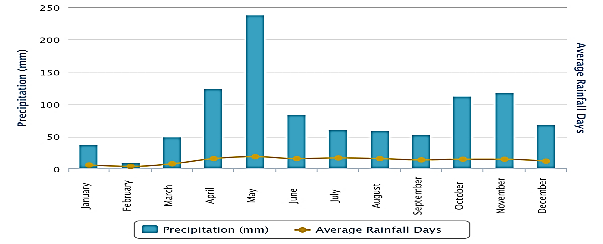 250
200
150
100
50
0
Precipitation (mm)
Average Rainfall Days
January
February
March
April
May
June
July
August
September
October
November
December
Precipitation (mm) Average Rainfall Days